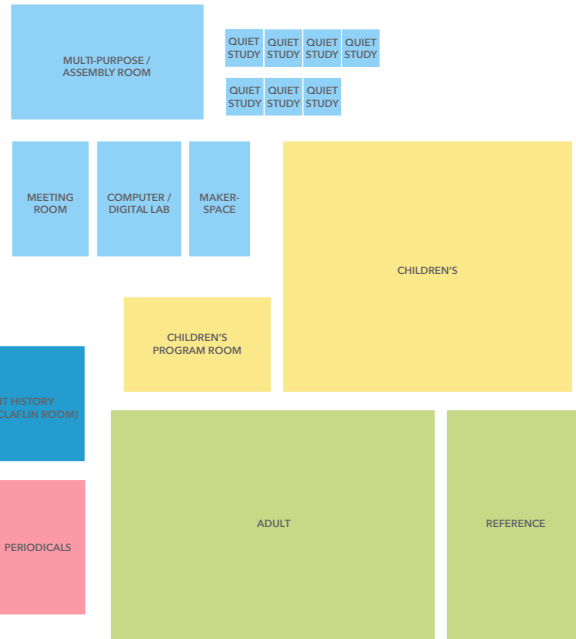 MULTI-PURPOSE /
ASSEMBLY ROOM
QUIET
STUDY
QUIET
STUDY
QUIET
STUDY
QUIET
STUDY
QUIET
STUDY
QUIET
STUDY
QUIET
STUDY
MEETING
ROOM
COMPUTER /
DIGITAL LAB
MAKER-
SPACE
CHILDREN'S
CHILDREN'S
PROGRAM ROOM
HISTORY
CLAFLIN ROOM)
ADULT
REFERENCE
PERIODICALS